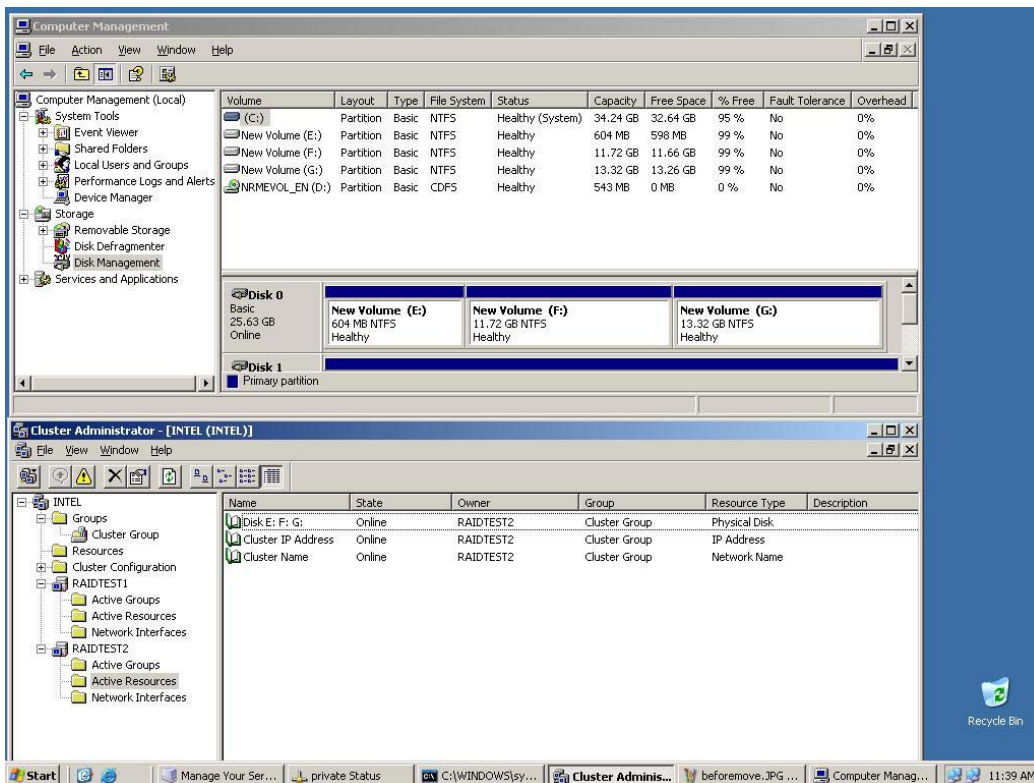 Computer Management
File Action View Window Help
Computer Management (Local)
System Tools
Event Viewer
Shared Folders
Local Users and Groups
Performance Logs and Alerts
Device Manager
Storage
Removable Storage
Disk Defragmenter
Disk Management
Services and Applications
Volume Layout Type File System Status Capacity Free Space % Free Fault Tolerance Overhead
(C:) Partition Basic NTFS Healthy (System) 34.24 GB 32.64 GB 95 % No 0%
New Volume (E:) Partition Basic NTFS Healthy 604 MB 598 MB 99 % No 0%
New Volume (F:) Partition Basic NTFS Healthy 11.72 GB 11.66 GB 99 % No 0%
New Volume (G:) Partition Basic NTFS Healthy 13.32 GB 13.26 GB 99 % No 0%
NRMEVOL_EN (D:) Partition Basic CDFS Healthy 543 MB 0 MB 0 % No 0%
Disk 0
Basic
25.63 GB
Online
New Volume (E:)
604 MB NTFS
Healthy
New Volume (F:)
11.72 GB NTFS
Healthy
New Volume (G:)
13.32 GB NTFS
Healthy
Disk 1
Primary partition
Cluster Administrator - [INTEL (INTEL)]
File View Window Help
INTEL
Groups
Cluster Group
Resources
Cluster Configuration
RAIDTEST1
Active Groups
Active Resources
Network Interfaces
RAIDTEST2
Active Groups
Active Resources
Network Interfaces
Name State Owner Group Resource Type Description
Disk E: F: G: Online RAIDTEST2 Cluster Group Physical Disk
Cluster IP Address Online RAIDTEST2 Cluster Group IP Address
Cluster Name Online RAIDTEST2 Cluster Group Network Name
Recycle Bin
Start Manage Your Ser... private Status C:\WINDOWS\sy... Cluster Adminis... beforemove.JPG ... Computer Manag... 11:39 AM